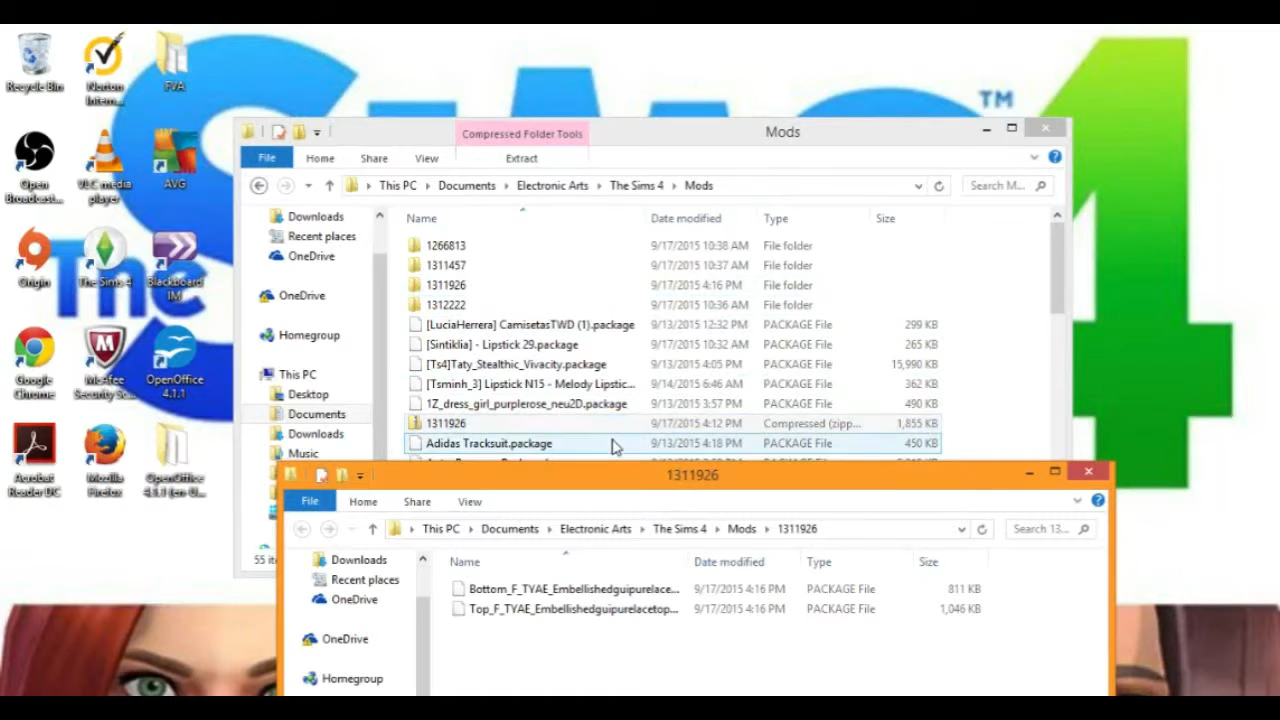 Recycle Bin
Norton
Intern...
FVA
Open
Broadcast...
VLC media
player
AVG
Origin
The Sims 4
Blackboard
IM
Google
Chrome
McAfee
Security Sc...
OpenOffice
4.1.1
Acrobat
Reader DC
Mozilla
Firefox
OpenOffice
4.1.1 (en-U...
The
4
TM
Compressed Folder Tools
Mods
File Home Share View Extract
This PC Documents Electronic Arts The Sims 4 Mods
Search M...
Downloads
Recent places
OneDrive
OneDrive
Homegroup
This PC
Desktop
Documents
Downloads
Music
Name Date modified Type Size
1266813 9/17/2015 10:38 AM File folder
1311457 9/17/2015 10:37 AM File folder
1311926 9/17/2015 4:16 PM File folder
1312222 9/17/2015 10:36 AM File folder
[LuciaHerrera] CamisetasTWD (1).package 9/13/2015 12:32 PM PACKAGE File 299 KB
[Sintiklia] - Lipstick 29.package 9/17/2015 10:32 AM PACKAGE File 265 KB
[Ts4]Taty_Stealthic_Vivacity.package 9/13/2015 4:05 PM PACKAGE File 15,990 KB
[Tsminh_3] Lipstick N15 - Melody Lipstic... 9/14/2015 6:46 AM PACKAGE File 362 KB
1Z_dress_girl_purplerose_neu2D.package 9/13/2015 3:57 PM PACKAGE File 490 KB
1311926 9/17/2015 4:12 PM Compressed (zipp... 1,855 KB
Adidas Tracksuit.package 9/13/2015 4:18 PM PACKAGE File 450 KB
55 ite
1311926
File Home Share View
This PC Documents Electronic Arts The Sims 4 Mods 1311926
Search 13...
Downloads
Recent places
OneDrive
OneDrive
Homegroup
Name Date modified Type Size
Bottom_F_TYAE_Embellishedguipurelace... 9/17/2015 4:16 PM PACKAGE File 811 KB
Top_F_TYAE_Embellishedguipurelacetop... 9/17/2015 4:16 PM PACKAGE File 1,046 KB